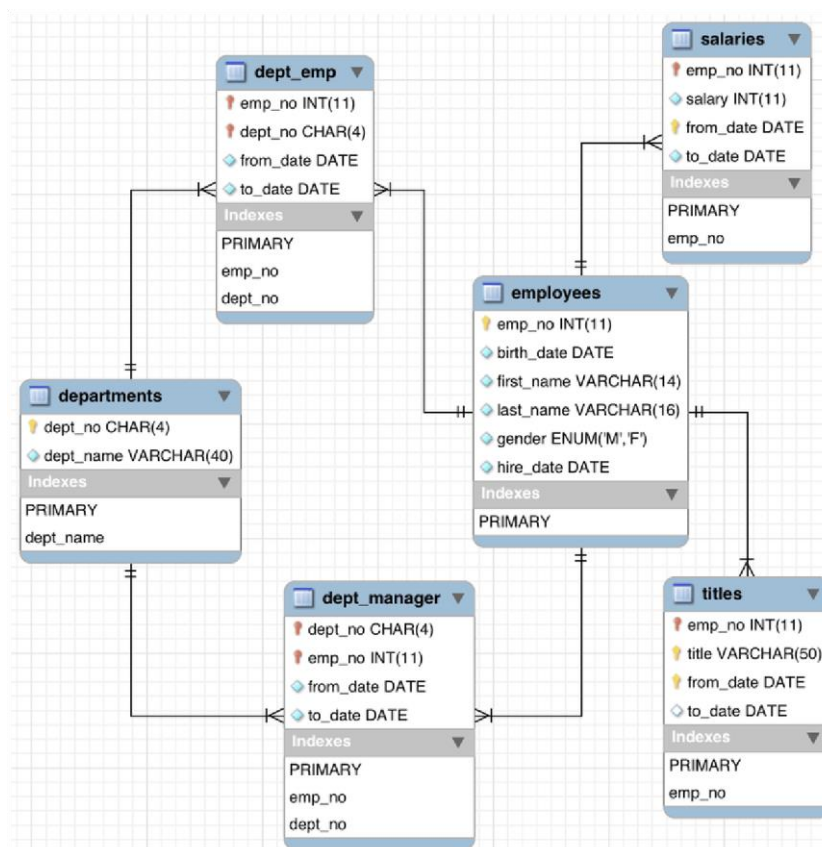 dept_emp
emp_no INT(11)
dept_no CHAR(4)
from_date DATE
to_date DATE
Indexes
PRIMARY
emp_no
dept_no
salaries
emp_no INT(11)
salary INT(11)
from_date DATE
to_date DATE
Indexes
PRIMARY
emp_no
employees
emp_no INT(11)
birth_date DATE
first_name VARCHAR(14)
last_name VARCHAR(16)
gender ENUM('M','F')
hire_date DATE
Indexes
PRIMARY
departments
dept_no CHAR(4)
dept_name VARCHAR(40)
Indexes
PRIMARY
dept_name
dept_manager
dept_no CHAR(4)
emp_no INT(11)
from_date DATE
to_date DATE
Indexes
PRIMARY
emp_no
dept_no
titles
emp_no INT(11)
title VARCHAR(50)
from_date DATE
to_date DATE
Indexes
PRIMARY
emp_no